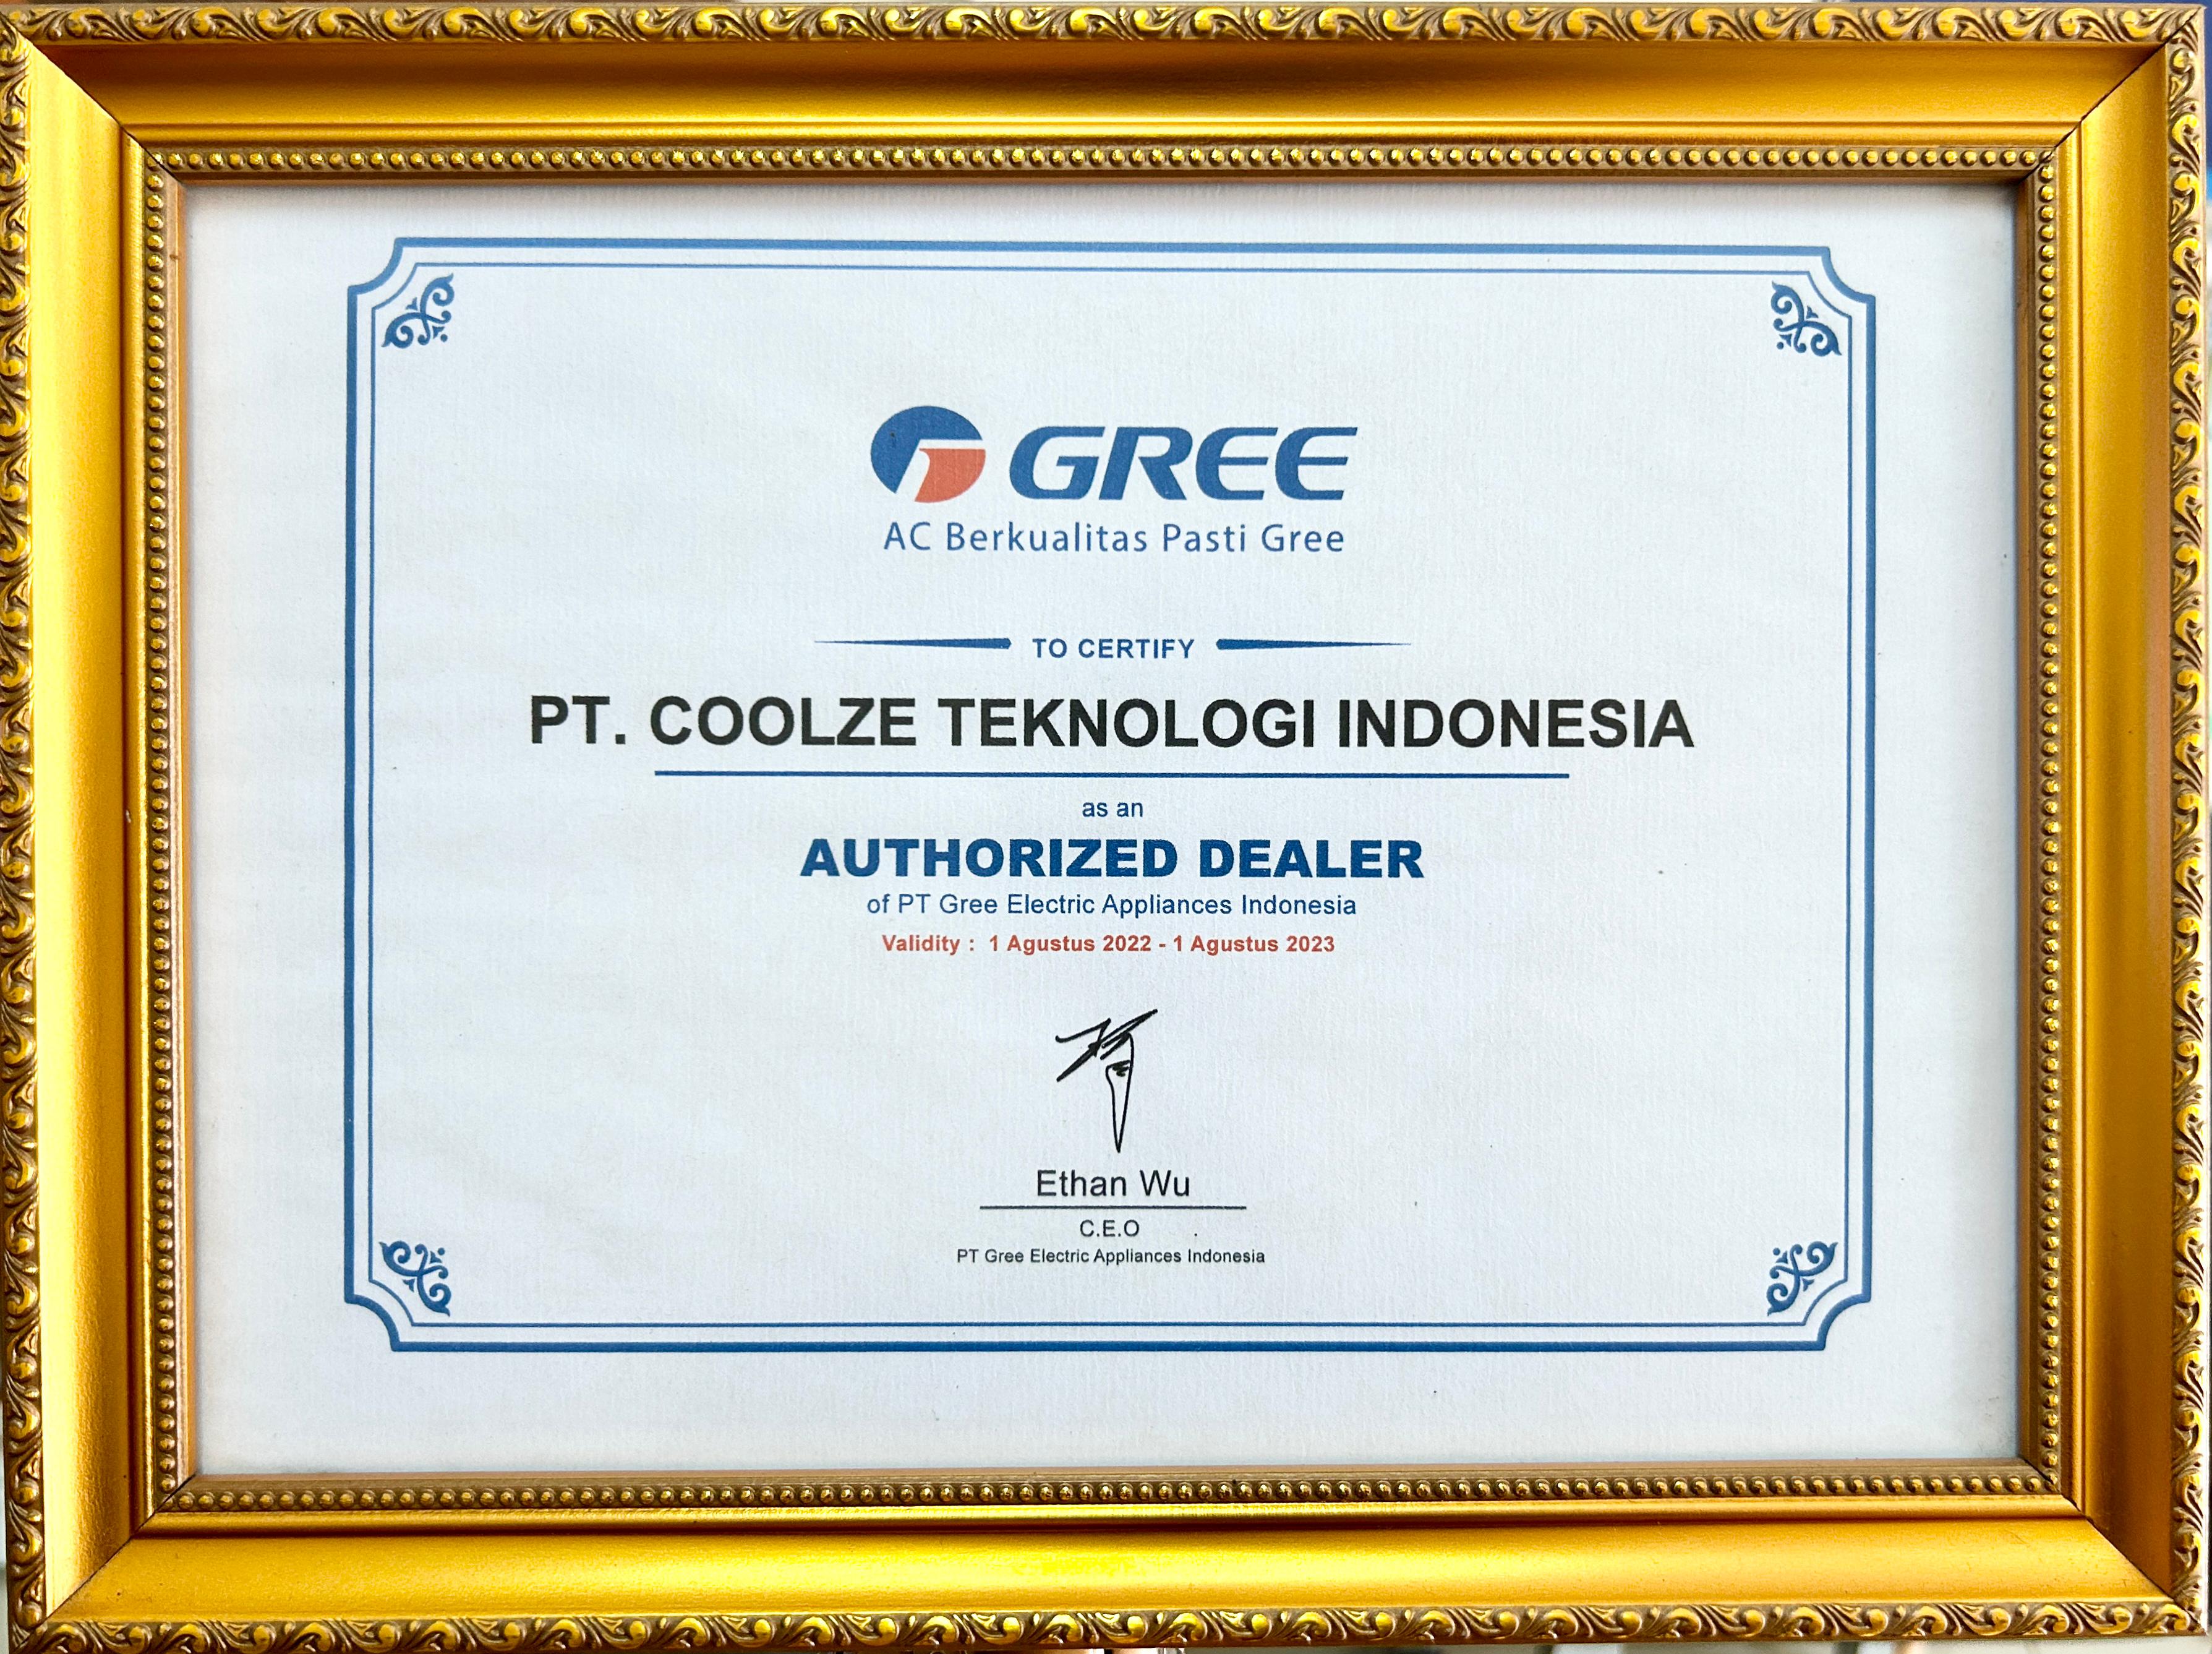 GREE
AC Berkualitas Pasti Gree
TO CERTIFY
PT. COOLZE TEKNOLOGI INDONESIA
as an
AUTHORIZED DEALER
of PT Gree Electric Appliances Indonesia
Validity : 1 Agustus 2022 - 1 Agustus 2023
Ethan Wu
C.E.O
PT Gree Electric Appliances Indonesia